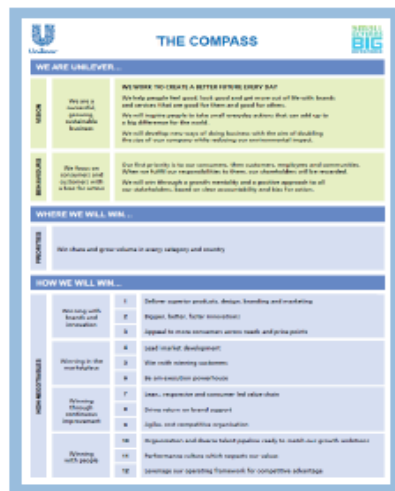 Unilever
THE COMPASS
SMALL ACTIONS
BIG
DIFFERENCE
WE ARE UNILEVER...
VISION
We are a
successful,
growing,
sustainable
business
WE WORK TO CREATE A BETTER FUTURE EVERY DAY
We help people feel good, look good and get more out of life with brands
and services that are good for them and good for others.
We will inspire people to take small everyday actions that can add up to
a big difference for the world.
We will develop new ways of doing business with the aim of doubling
the size of our company while reducing our environmental impact.
BEHAVIOURS
We focus on
consumers and
customers with
a bias for action
Our first priority is to our consumers, then customers, employees and communities.
When we fulfil our responsibilities to them, our shareholders will be rewarded.
We will win through a growth mentality and a positive approach to all
our stakeholders, based on clear accountability and bias for action.
WHERE WE WILL WIN...
PRIORITIES
Win share and grow volume in every category and country
HOW WE WILL WIN...
NON-NEGOTIABLES
Winning with
brands and
innovation
1 Deliver superior products, design, branding and marketing
2 Bigger, better, faster innovations
3 Appeal to more consumers across needs and price points
Winning in the
marketplace
4 Lead market development
5 Win with winning customers
6 Be an execution powerhouse
Winning
through
continuous
improvement
7 Lean, responsive and consumer led value chain
8 Drive return on brand support
9 Agile, cost competitive organisation
Winning
with people
10 Organisation and diverse talent pipeline ready to match our growth ambitions
11 Performance culture which respects our values
12 Leverage our operating framework for competitive advantage